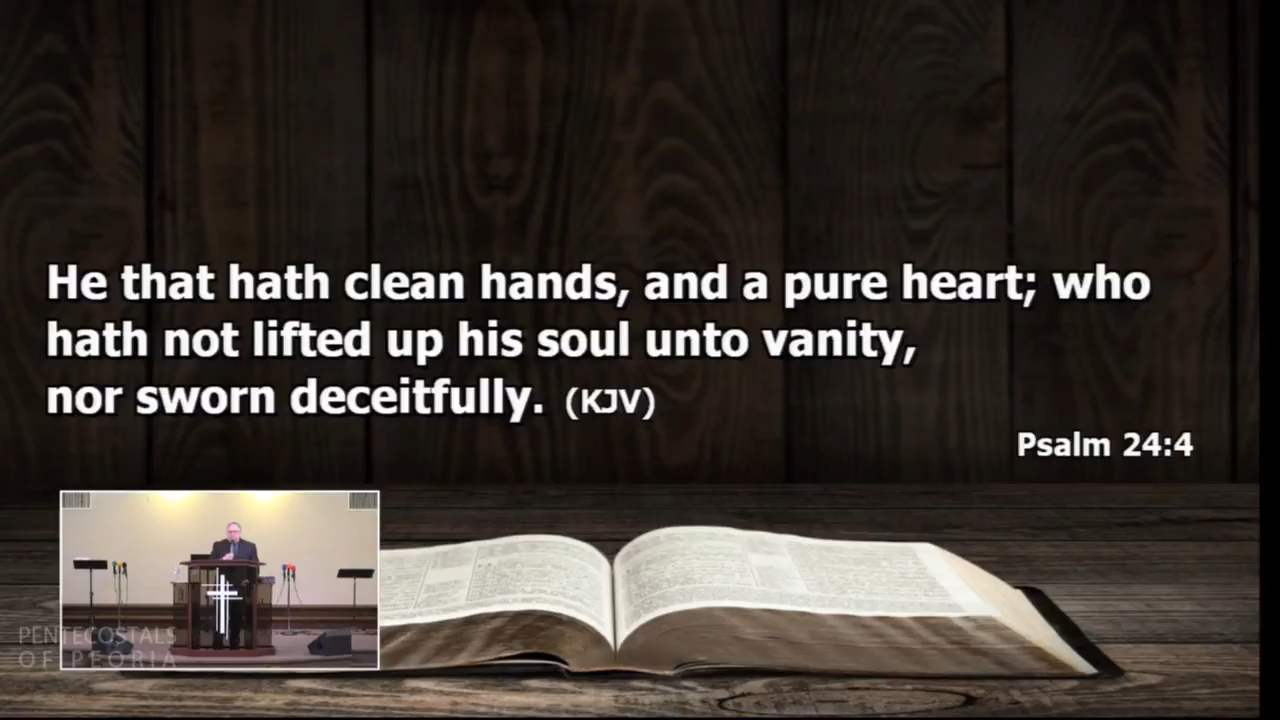 He that hath clean hands, and a pure heart; who
hath not lifted up his soul unto vanity,
nor sworn deceitfully. (KJV)
Psalm 24:4
PENTECOSTALS
OF PEORIA